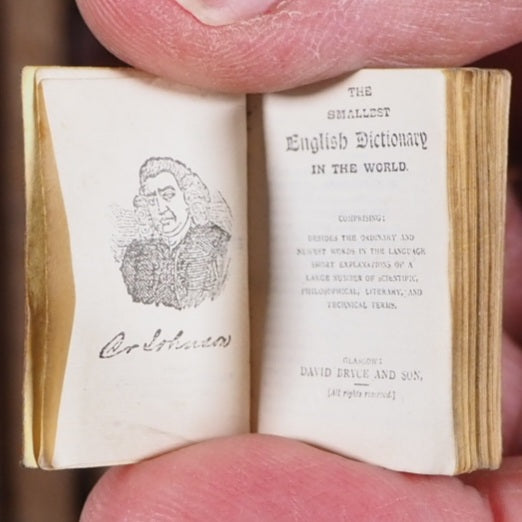 Dr Johnson
THE
SMALLEST
English Dictionary
IN THE WORLD.
COMPRISING:
BESIDES THE ORDINARY AND
NEWEST WORDS IN THE LANGUAGE
SHORT EXPLANATIONS OF A
LARGE NUMBER OF SCIENTIFIC,
PHILOSOPHICAL, LITERARY, AND
TECHNICAL TERMS.
GLASGOW:
DAVID BRYCE AND SON,
[All rights reserved.]